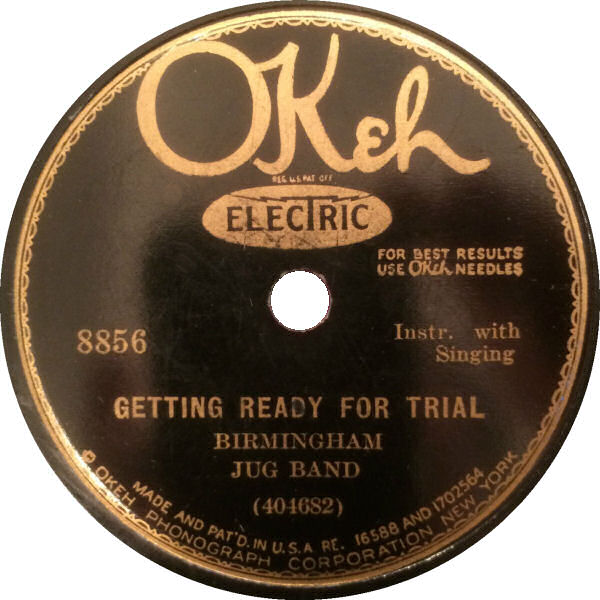 OKeh
REG. U.S. PAT. OFF.
ELECTRIC
FOR BEST RESULTS
USE OKeh NEEDLES
8856
Instr. with
Singing
GETTING READY FOR TRIAL
BIRMINGHAM
JUG BAND
(404682)
MADE AND PAT'D. IN U.S.A RE. 16588 AND 1702564
© OKEH PHONOGRAPH CORPORATION NEW YORK